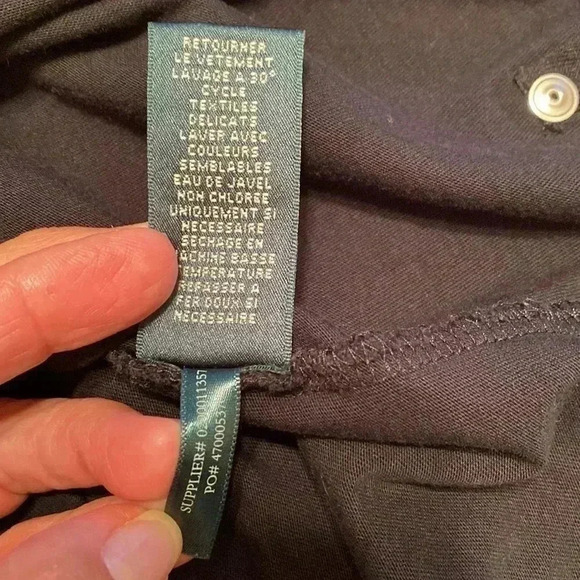 RETOURNER
LE VETEMENT
LAVAGE A 30°
CYCLE
TEXTILES
DELICATS
LAVER AVEC
COULEURS
SEMBLABLES
EAU DE JAVEL
NON CHLOREE
UNIQUEMENT SI
NECESSAIRE
SECHAGE EN
MACHINE BASSE
TEMPERATURE
REPASSER A
FER DOUX SI
NECESSAIRE
SUPPLIER#
PO# 4700053